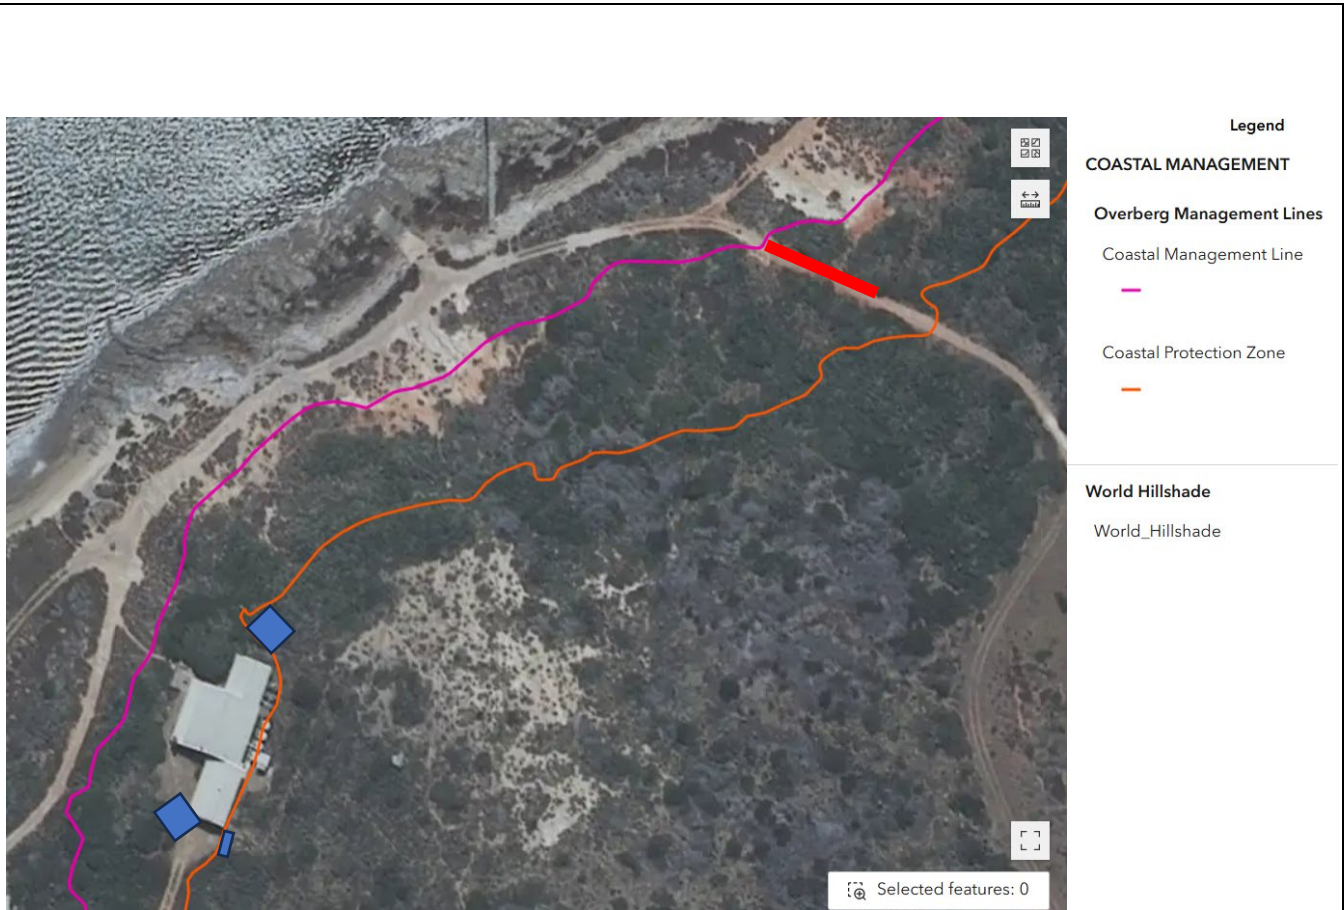 Legend
COASTAL MANAGEMENT
Overberg Management Lines
Coastal Management Line
Coastal Protection Zone
World Hillshade
World_Hillshade
Selected features: 0